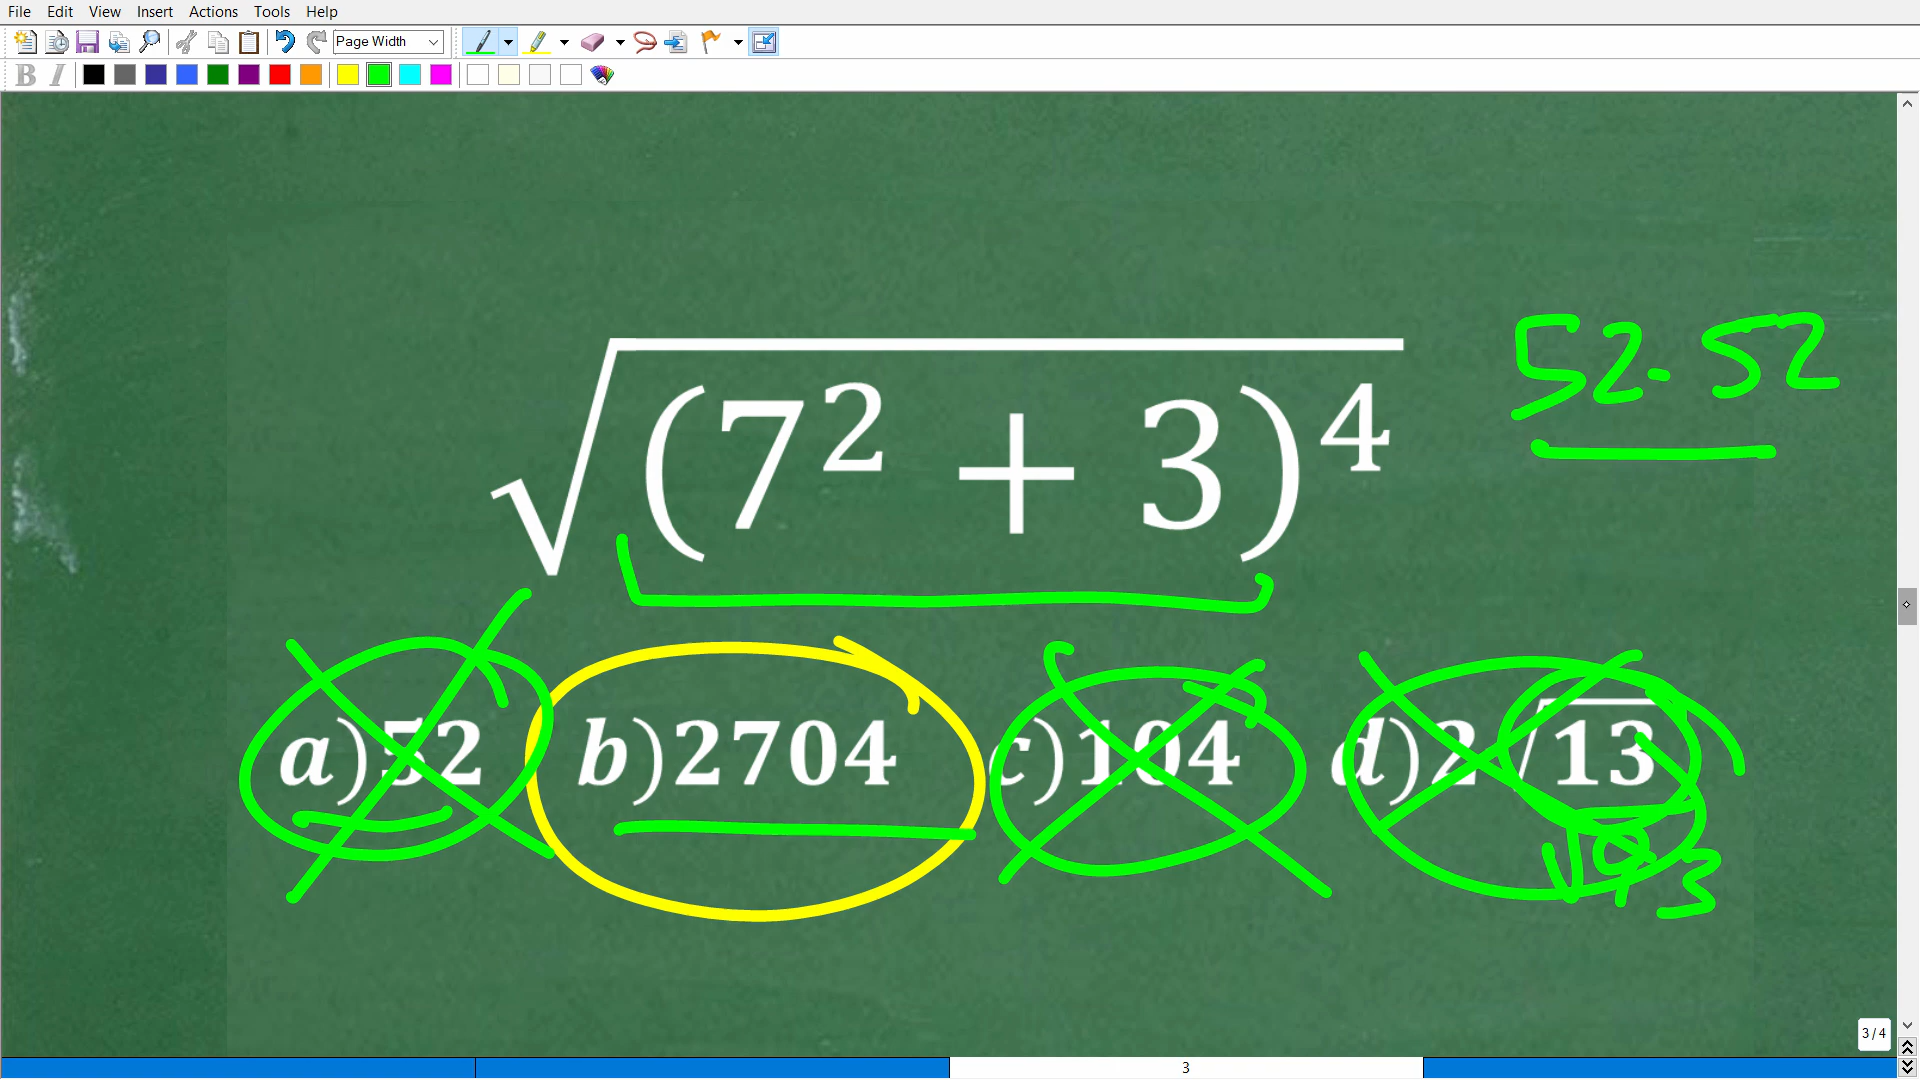 File Edit View Insert Actions Tools Help
Page Width
B I
√(7² + 3)⁴
52·52
a)52 b)2704 c)104 d)2√13
3 / 4
3